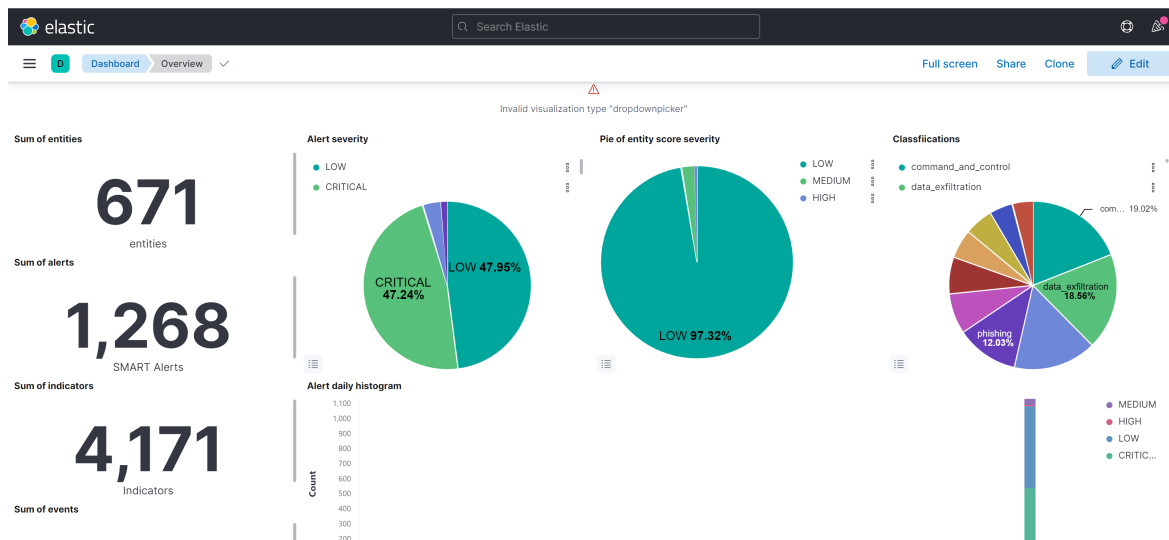 elastic
Search Elastic
D
Dashboard
Overview
Full screen
Share
Clone
Edit
Invalid visualization type "dropdownpicker"
Sum of entities
671
entities
Sum of alerts
1,268
SMART Alerts
Sum of indicators
4,171
Indicators
Sum of events
Alert severity
LOW
CRITICAL
LOW 47.95%
CRITICAL
47.24%
Pie of entity score severity
LOW
MEDIUM
HIGH
LOW 97.32%
Classfiications
command_and_control
data_exfiltration
com... 19.02%
data_exfiltration
18.56%
phishing
12.03%
Alert daily histogram
Count
1,100
1,000
900
800
700
600
500
400
300
200
MEDIUM
HIGH
LOW
CRITIC...